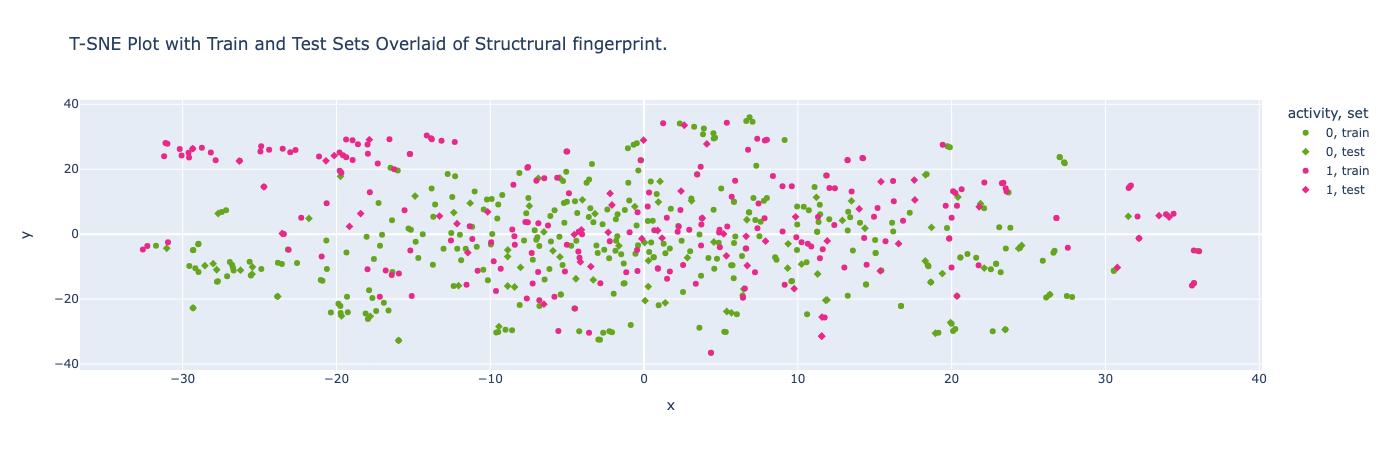 T-SNE Plot with Train and Test Sets Overlaid of Structrural fingerprint.
activity, set
0, train
0, test
1, train
1, test
40
20
0
−20
−40
y
−30
−20
−10
0
10
20
30
40
x